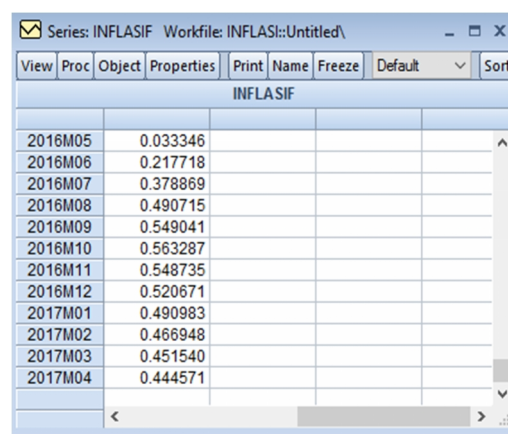 Series: INFLASIF Workfile: INFLASI::Untitled\
View Proc Object Properties Print Name Freeze Default Sort
INFLASIF
2016M05 0.033346
2016M06 0.217718
2016M07 0.378869
2016M08 0.490715
2016M09 0.549041
2016M10 0.563287
2016M11 0.548735
2016M12 0.520671
2017M01 0.490983
2017M02 0.466948
2017M03 0.451540
2017M04 0.444571